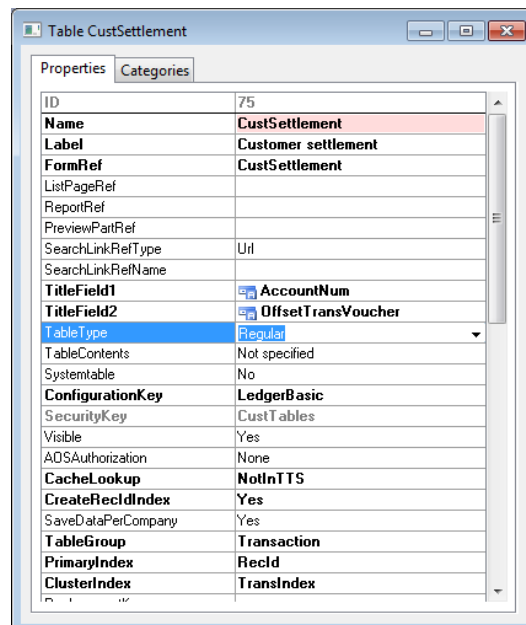 Table CustSettlement
Properties Categories
ID 75
Name CustSettlement
Label Customer settlement
FormRef CustSettlement
ListPageRef
ReportRef
PreviewPartRef
SearchLinkRefType Url
SearchLinkRefName
TitleField1 AccountNum
TitleField2 OffsetTransVoucher
TableType Regular
TableContents Not specified
Systemtable No
ConfigurationKey LedgerBasic
SecurityKey CustTables
Visible Yes
AOSAuthorization None
CacheLookup NotInTTS
CreateRecIdIndex Yes
SaveDataPerCompany Yes
TableGroup Transaction
PrimaryIndex RecId
ClusterIndex TransIndex